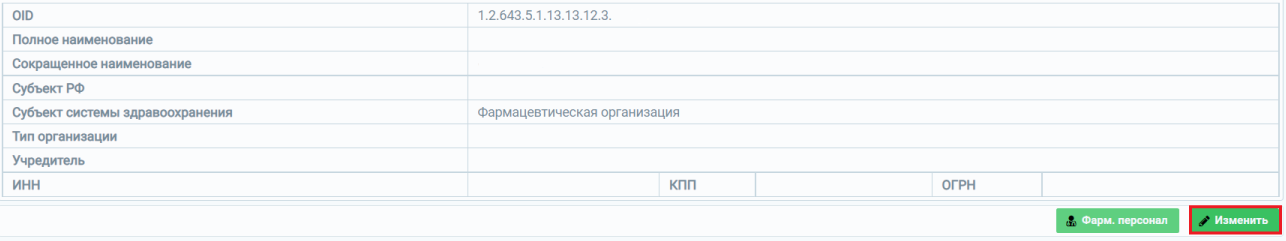 OID 1.2.643.5.1.13.13.12.3.
Полное наименование
Сокращенное наименование
Субъект РФ
Субъект системы здравоохранения Фармацевтическая организация
Тип организации
Учредитель
ИНН КПП ОГРН
Фарм. персонал Изменить